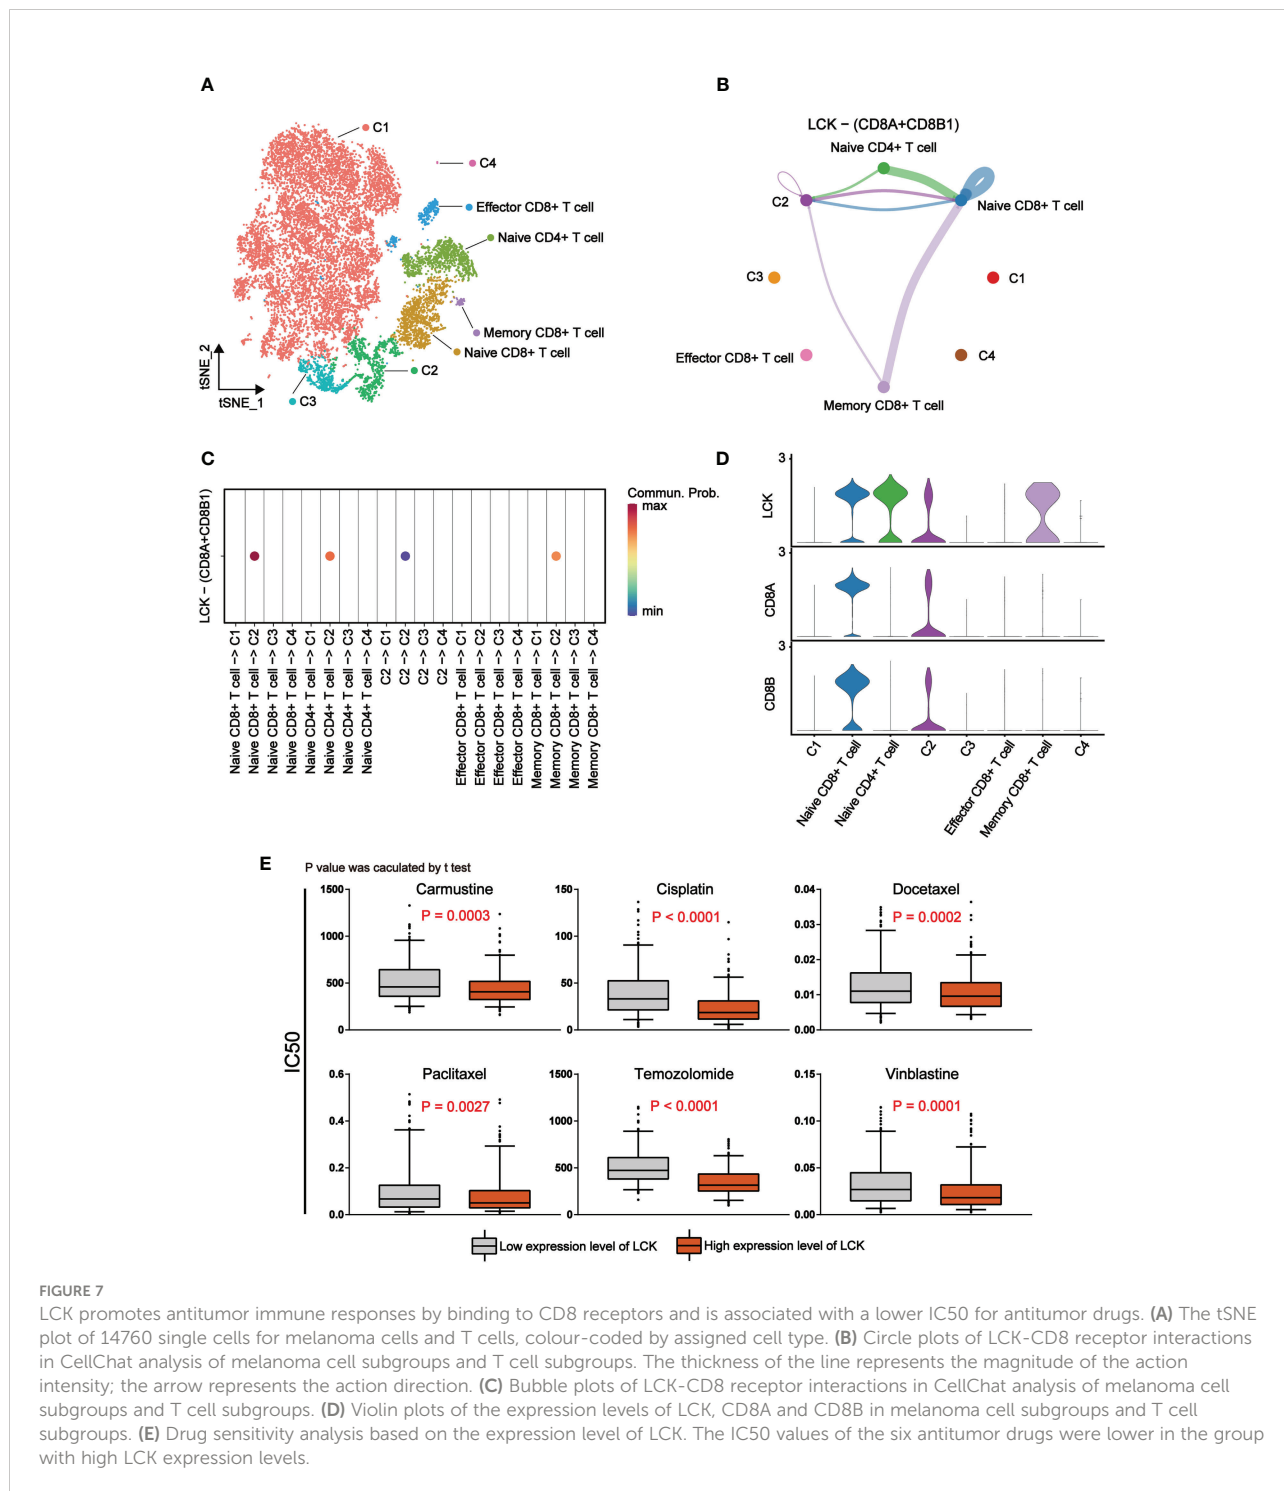 A
C1
C4
Effector CD8+ T cell
Naive CD4+ T cell
Memory CD8+ T cell
Naive CD8+ T cell
C2
C3
tSNE_2
tSNE_1
B
LCK − (CD8A+CD8B1)
Naive CD4+ T cell
C2
Naive CD8+ T cell
C3
C1
Effector CD8+ T cell
C4
Memory CD8+ T cell
C
LCK − (CD8A+CD8B1)
Commun. Prob.
max
min
Naive CD8+ T cell −> C1
Naive CD8+ T cell −> C2
Naive CD8+ T cell −> C3
Naive CD8+ T cell −> C4
Naive CD4+ T cell −> C1
Naive CD4+ T cell −> C2
Naive CD4+ T cell −> C3
Naive CD4+ T cell −> C4
C2 −> C1
C2 −> C2
C2 −> C3
C2 −> C4
Effector CD8+ T cell −> C1
Effector CD8+ T cell −> C2
Effector CD8+ T cell −> C3
Effector CD8+ T cell −> C4
Memory CD8+ T cell −> C1
Memory CD8+ T cell −> C2
Memory CD8+ T cell −> C3
Memory CD8+ T cell −> C4
D
3
LCK
3
CD8A
3
CD8B
C1
Naive CD8+ T cell
Naive CD4+ T cell
C2
C3
Effector CD8+ T cell
Memory CD8+ T cell
C4
E
P value was caculated by t test
IC50
Carmustine
P = 0.0003
1500
1000
500
0
Cisplatin
P < 0.0001
150
100
50
0
Docetaxel
P = 0.0002
0.04
0.03
0.02
0.01
0.00
Paclitaxel
P = 0.0027
0.6
0.4
0.2
0.0
Temozolomide
P < 0.0001
1500
1000
500
0
Vinblastine
P = 0.0001
0.15
0.10
0.05
0.00
Low expression level of LCK
High expression level of LCK
FIGURE 7
LCK promotes antitumor immune responses by binding to CD8 receptors and is associated with a lower IC50 for antitumor drugs. (A) The tSNE
plot of 14760 single cells for melanoma cells and T cells, colour-coded by assigned cell type. (B) Circle plots of LCK-CD8 receptor interactions
in CellChat analysis of melanoma cell subgroups and T cell subgroups. The thickness of the line represents the magnitude of the action
intensity; the arrow represents the action direction. (C) Bubble plots of LCK-CD8 receptor interactions in CellChat analysis of melanoma cell
subgroups and T cell subgroups. (D) Violin plots of the expression levels of LCK, CD8A and CD8B in melanoma cell subgroups and T cell
subgroups. (E) Drug sensitivity analysis based on the expression level of LCK. The IC50 values of the six antitumor drugs were lower in the group
with high LCK expression levels.